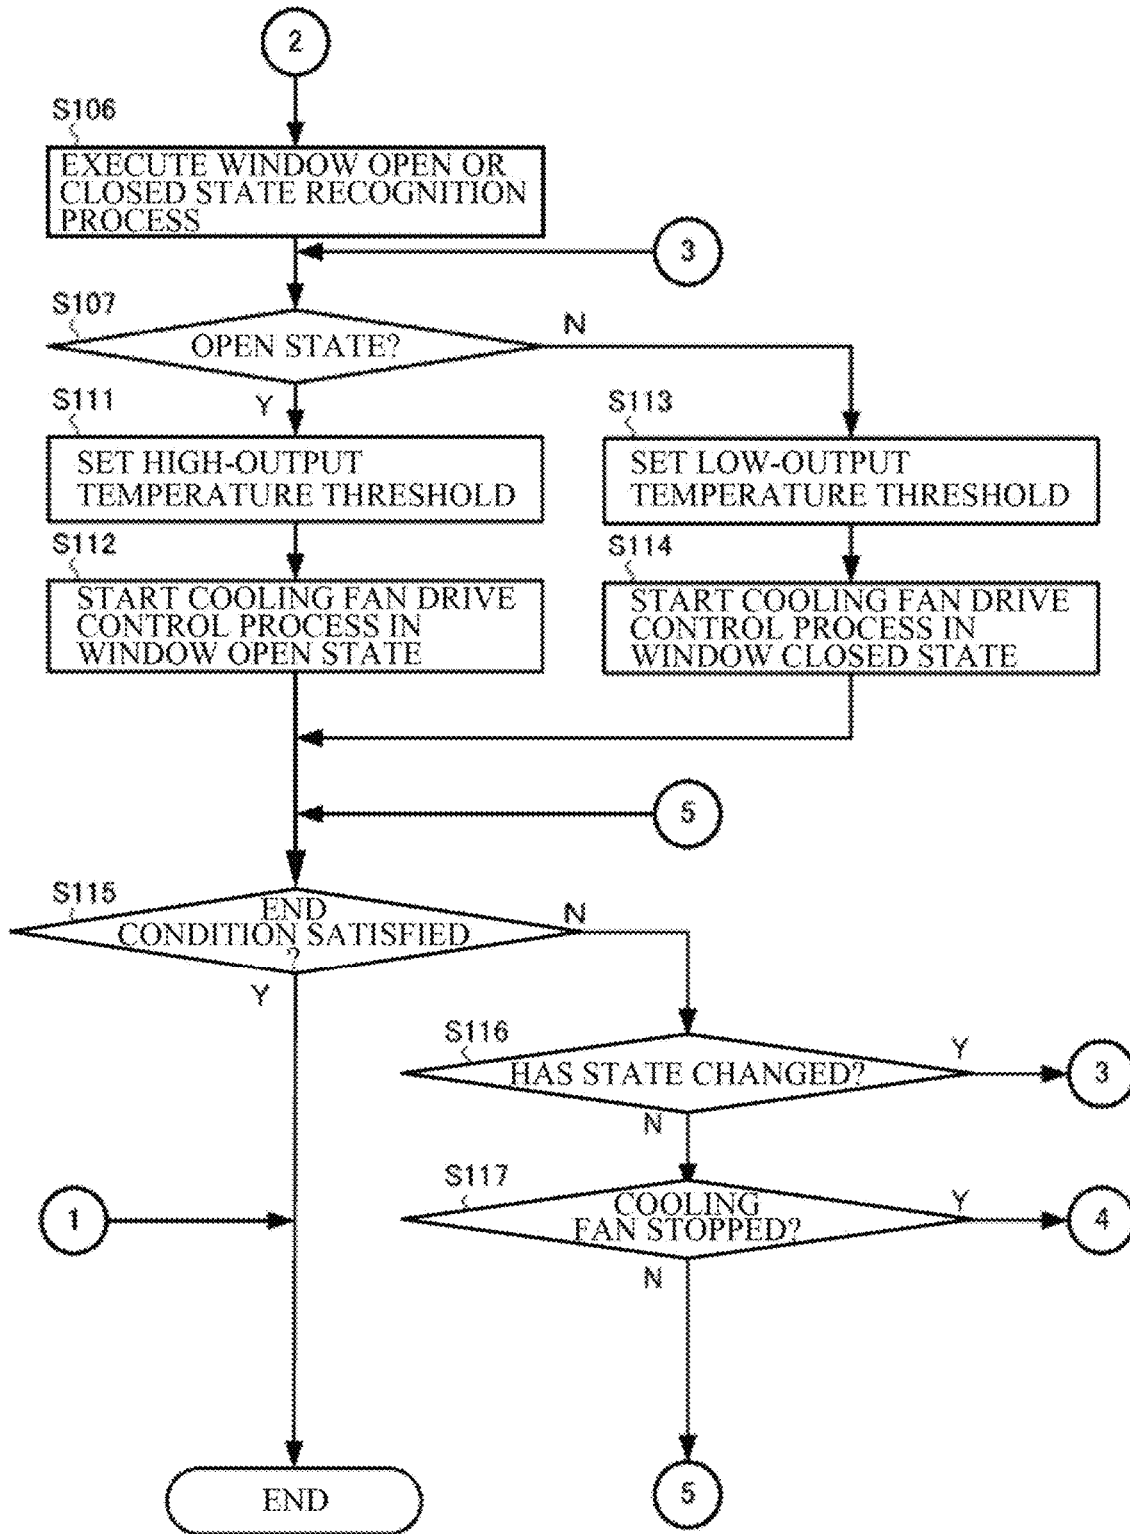 2
S106
EXECUTE WINDOW OPEN OR
CLOSED STATE RECOGNITION
PROCESS
3
S107
OPEN STATE?
N
Y
S111
SET HIGH-OUTPUT
TEMPERATURE THRESHOLD
S113
SET LOW-OUTPUT
TEMPERATURE THRESHOLD
S112
START COOLING FAN DRIVE
CONTROL PROCESS IN
WINDOW OPEN STATE
S114
START COOLING FAN DRIVE
CONTROL PROCESS IN
WINDOW CLOSED STATE
5
S115
END
CONDITION SATISFIED
?
N
Y
S116
HAS STATE CHANGED?
Y
3
N
S117
COOLING
FAN STOPPED?
Y
4
1
N
END
5